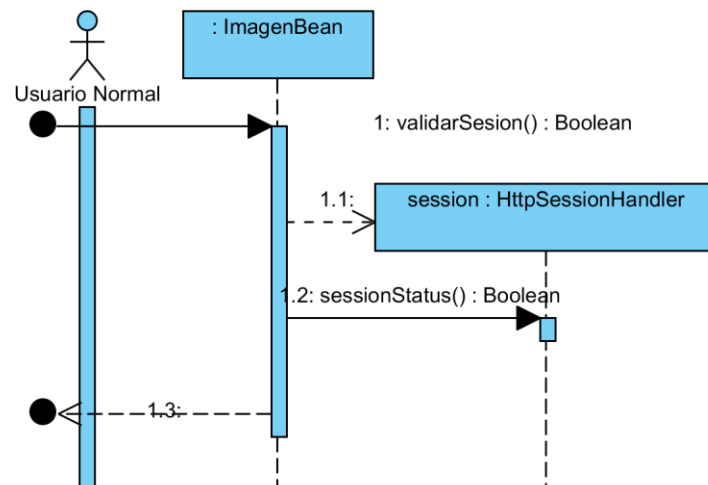 : ImagenBean
Usuario Normal
1: validarSesion() : Boolean
1.1:
session : HttpSessionHandler
1.2: sessionStatus() : Boolean
1.3: